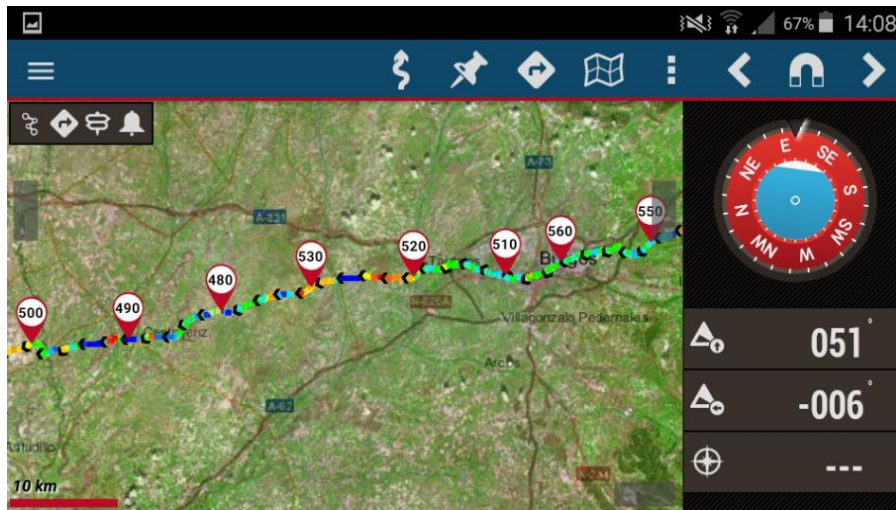 67% 14:08
A-73
A-231
550
560
530
520
510
Burgos
480
500
490
Villagonzalo Pedernales
Arcos
A-62
Astudillo
10 km
E
SE
S
SW
W
NW
N
NE
051°
-006°
---